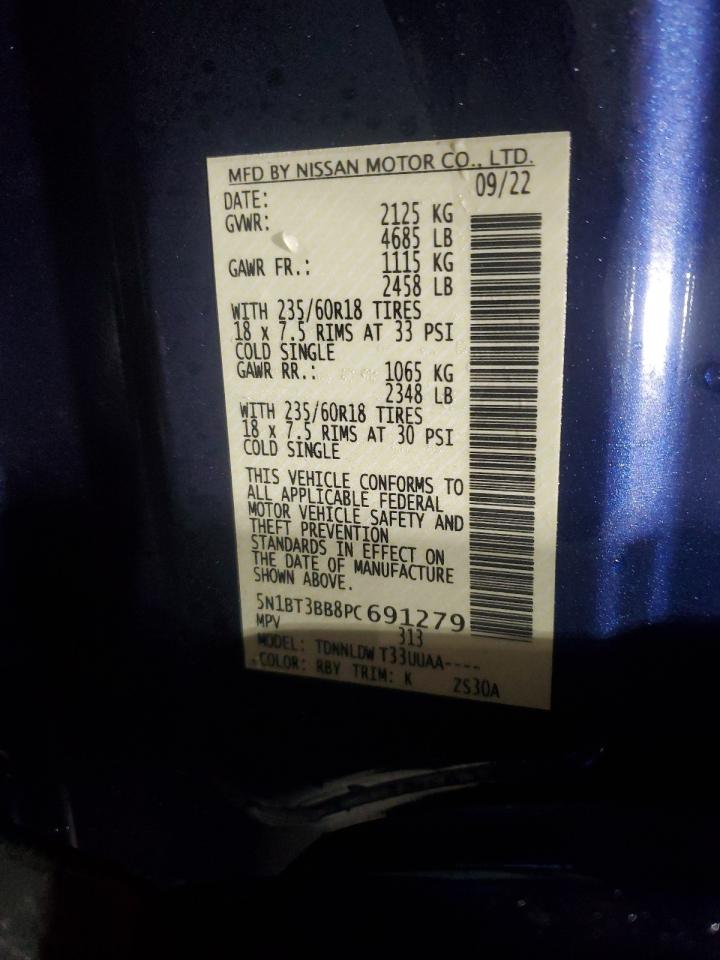 MFD BY NISSAN MOTOR CO., LTD.
DATE: 09/22
GVWR: 2125 KG
4685 LB
GAWR FR.: 1115 KG
2458 LB
WITH 235/60R18 TIRES
18 x 7.5 RIMS AT 33 PSI
COLD SINGLE
GAWR RR.: 1065 KG
2348 LB
WITH 235/60R18 TIRES
18 x 7.5 RIMS AT 30 PSI
COLD SINGLE
THIS VEHICLE CONFORMS TO
ALL APPLICABLE FEDERAL
MOTOR VEHICLE SAFETY AND
THEFT PREVENTION
STANDARDS IN EFFECT ON
THE DATE OF MANUFACTURE
SHOWN ABOVE.
5N1BT3BB8PC691279
MPV 313
MODEL: TDNNLDW T33UUAA----
COLOR: RBY TRIM: K 2S30A